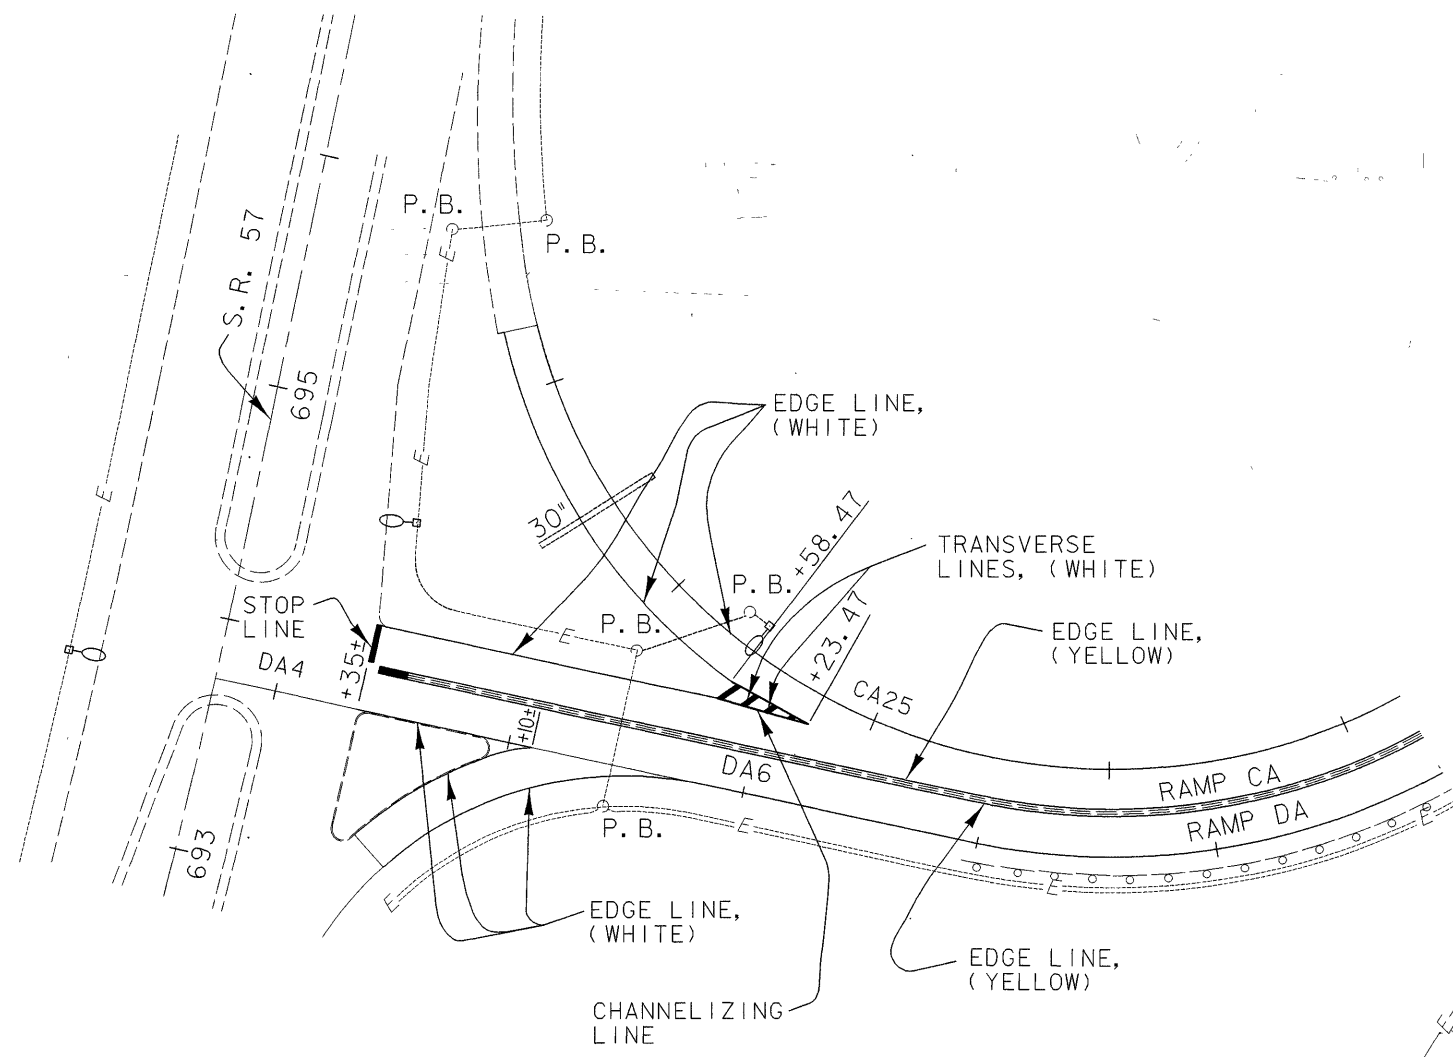 P.B.
P.B.
E
S.R. 57
695
EDGE LINE,
(WHITE)
E
E
30"
+58.47
TRANSVERSE
LINES, (WHITE)
P.B.
STOP
LINE
P.B.
E
+23.47
EDGE LINE,
(YELLOW)
E
DA4
+35±
CA25
+10±
DA6
RAMP CA
RAMP DA
P.B.
E
E
693
E
E
EDGE LINE,
(WHITE)
EDGE LINE,
(YELLOW)
CHANNELIZING
LINE
E